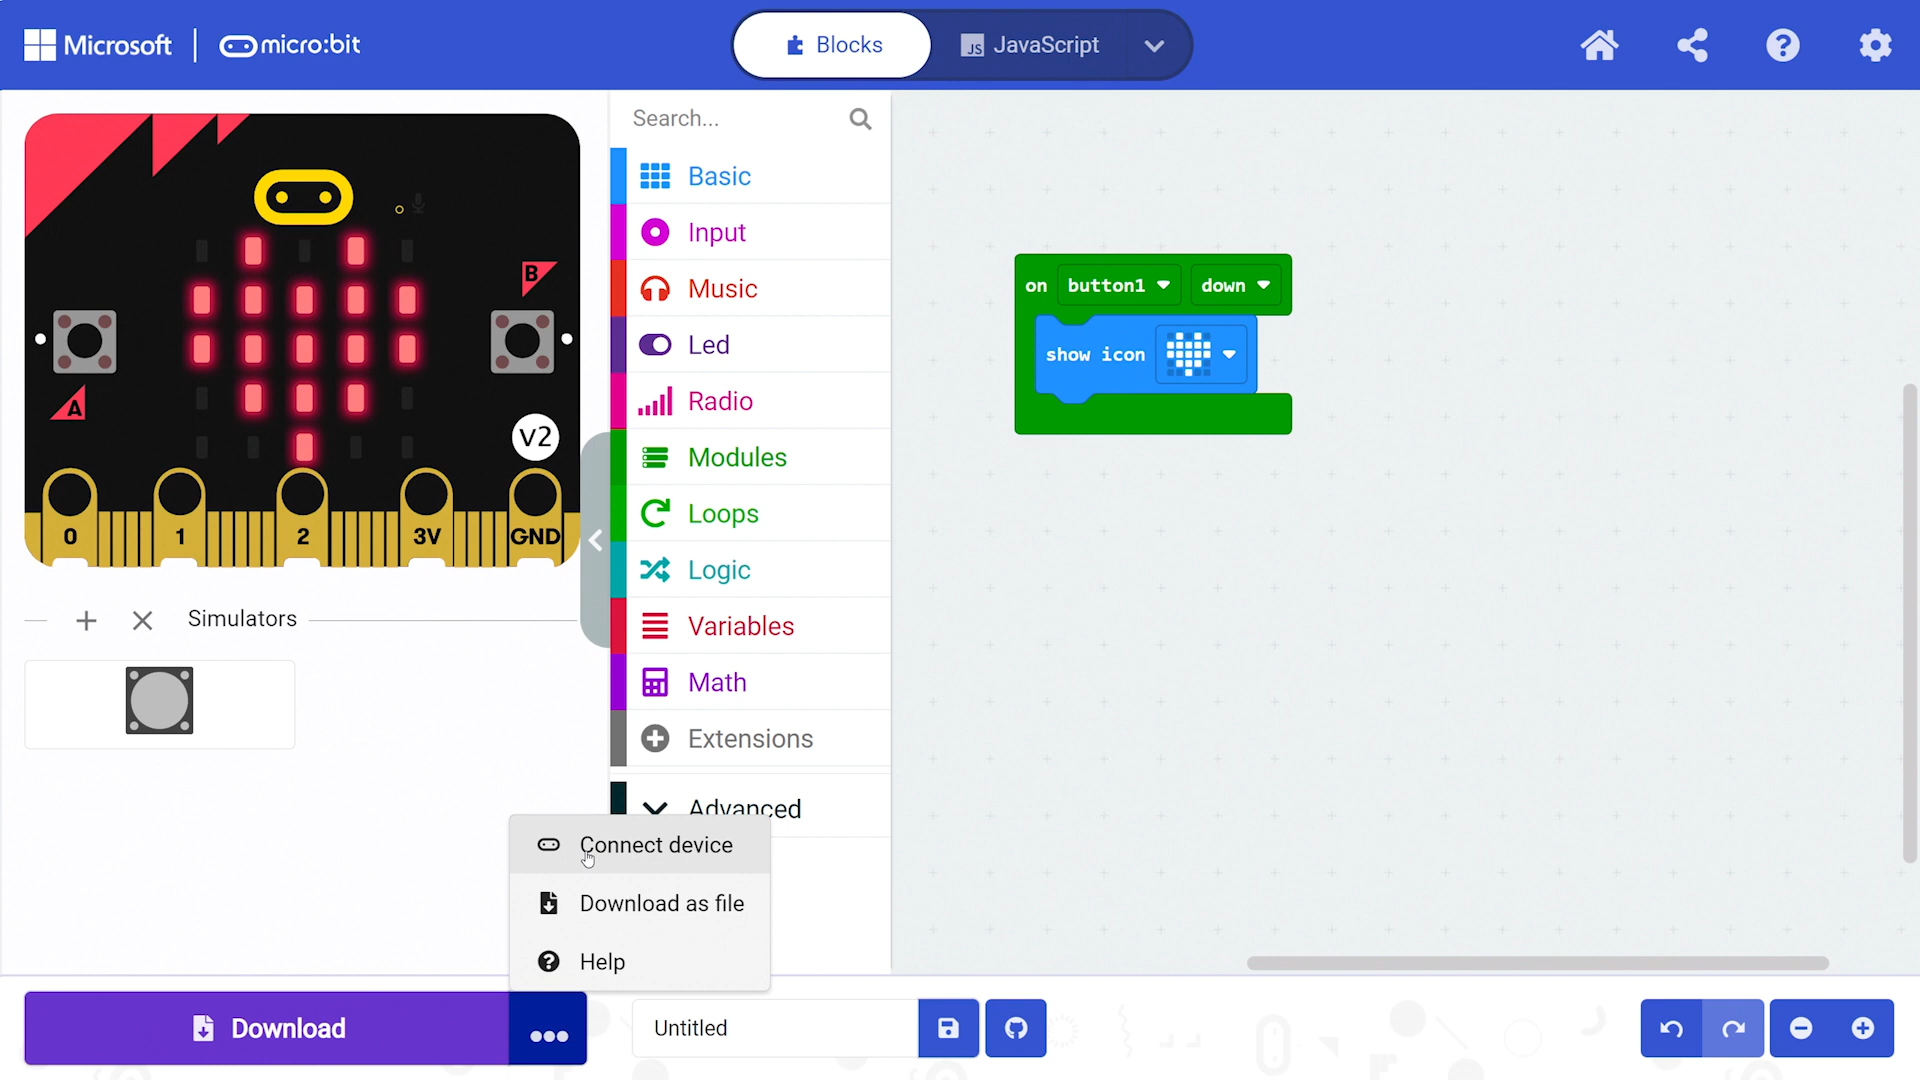 Microsoft | micro:bit
Blocks
JS JavaScript
?
Search...
Basic
Input
Music
Led
Radio
Modules
Loops
Logic
Variables
Math
Extensions
Advanced
B
A
V2
0 1 2 3V GND
Simulators
on button1 down
show icon
Connect device
Download as file
? Help
Download
Untitled